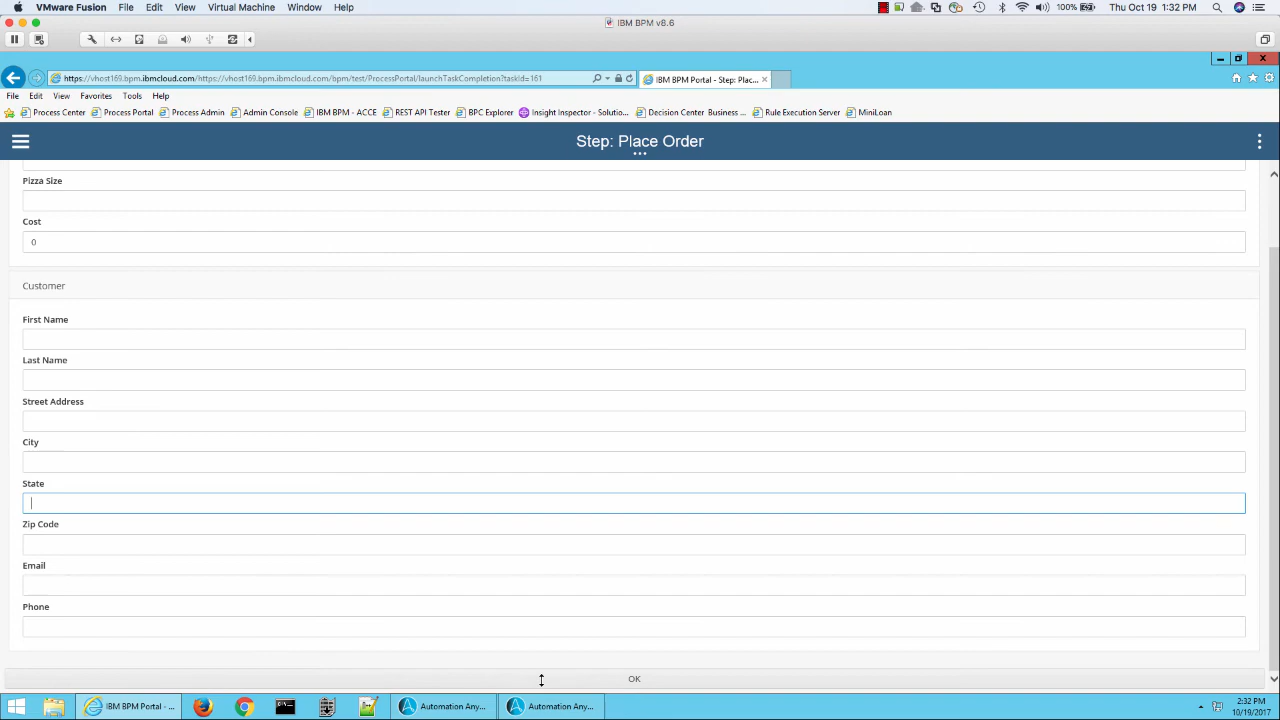 VMware Fusion File Edit View Virtual Machine Window Help 100% Thu Oct 19 1:32 PM
IBM BPM v8.6
https://vhost169.bpm.ibmcloud.com/https://vhost169.bpm.ibmcloud.com/bpm/test/ProcessPortal/launchTaskCompletion?taskId=161
IBM BPM Portal - Step: Plac...
File Edit View Favorites Tools Help
Process Center Process Portal Process Admin Admin Console IBM BPM - ACCE REST API Tester BPC Explorer Insight Inspector - Solutio... Decision Center Business ... Rule Execution Server MiniLoan
Step: Place Order
Pizza Size
Cost
0
Customer
First Name
Last Name
Street Address
City
State
Zip Code
Email
Phone
OK
IBM BPM Portal - ... Automation Any... Automation Any...
2:32 PM
10/19/2017